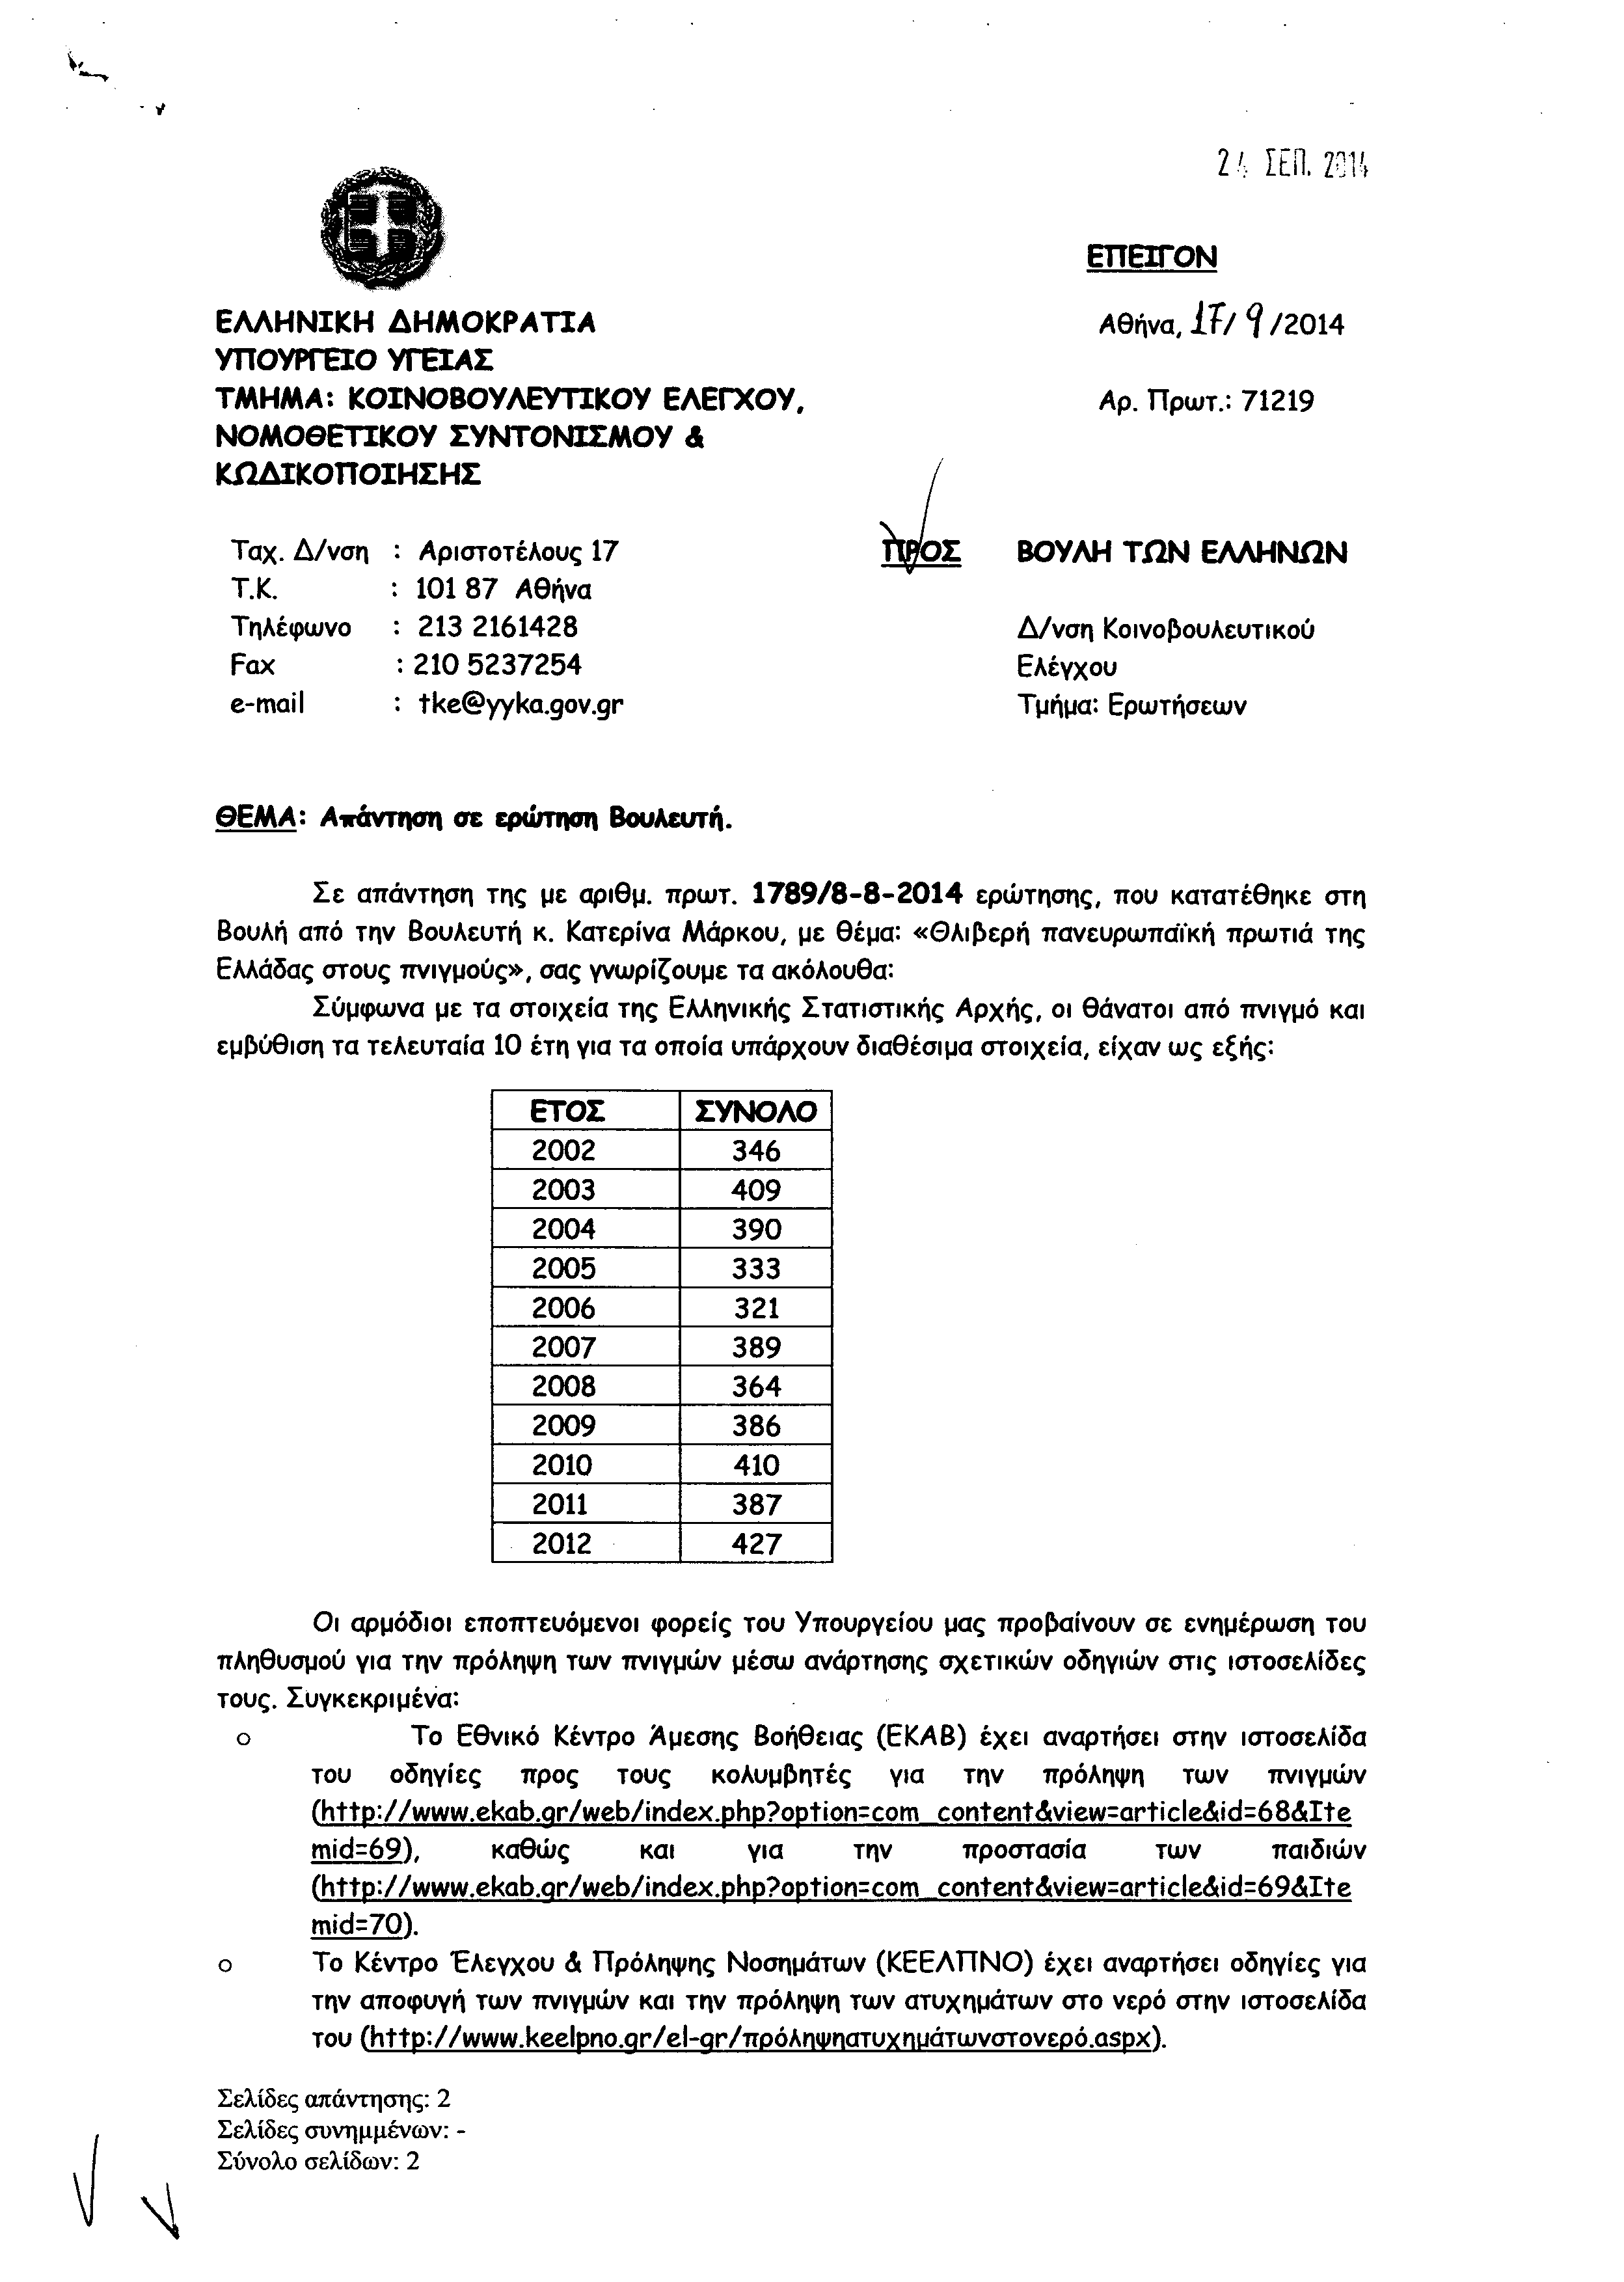 24 ΣΕΠ. 2014
ΕΠΕΙΓΟΝ
ΕΛΛΗΝΙΚΗ ΔΗΜΟΚΡΑΤΙΑ
ΥΠΟΥΡΓΕΙΟ ΥΓΕΙΑΣ
ΤΜΗΜΑ: ΚΟΙΝΟΒΟΥΛΕΥΤΙΚΟΥ ΕΛΕΓΧΟΥ,
ΝΟΜΟΘΕΤΙΚΟΥ ΣΥΝΤΟΝΙΣΜΟΥ &
ΚΩΔΙΚΟΠΟΙΗΣΗΣ
Αθήνα, 17/9/2014
Αρ. Πρωτ.: 71219
Ταχ. Δ/νση : Αριστοτέλους 17
Τ.Κ. : 101 87 Αθήνα
Τηλέφωνο : 213 2161428
Fax : 210 5237254
e-mail : tke@yyka.gov.gr
ΠΡΟΣ ΒΟΥΛΗ ΤΩΝ ΕΛΛΗΝΩΝ
Δ/νση Κοινοβουλευτικού
Ελέγχου
Τμήμα: Ερωτήσεων
ΘΕΜΑ: Απάντηση σε ερώτηση Βουλευτή.
Σε απάντηση της με αριθμ. πρωτ. 1789/8-8-2014 ερώτησης, που κατατέθηκε στη
Βουλή από την Βουλευτή κ. Κατερίνα Μάρκου, με θέμα: «Θλιβερή πανευρωπαϊκή πρωτιά της
Ελλάδας στους πνιγμούς», σας γνωρίζουμε τα ακόλουθα:
Σύμφωνα με τα στοιχεία της Ελληνικής Στατιστικής Αρχής, οι θάνατοι από πνιγμό και
εμβύθιση τα τελευταία 10 έτη για τα οποία υπάρχουν διαθέσιμα στοιχεία, είχαν ως εξής:
ΕΤΟΣ ΣΥΝΟΛΟ
2002 346
2003 409
2004 390
2005 333
2006 321
2007 389
2008 364
2009 386
2010 410
2011 387
2012 427
Οι αρμόδιοι εποπτευόμενοι φορείς του Υπουργείου μας προβαίνουν σε ενημέρωση του
πληθυσμού για την πρόληψη των πνιγμών μέσω ανάρτησης σχετικών οδηγιών στις ιστοσελίδες
τους. Συγκεκριμένα:
o Το Εθνικό Κέντρο Άμεσης Βοήθειας (ΕΚΑΒ) έχει αναρτήσει στην ιστοσελίδα
του οδηγίες προς τους κολυμβητές για την πρόληψη των πνιγμών
(http://www.ekab.gr/web/index.php?option=com_content&view=article&id=68&Ite
mid=69), καθώς και για την προστασία των παιδιών
(http://www.ekab.gr/web/index.php?option=com_content&view=article&id=69&Ite
mid=70).
o Το Κέντρο Έλεγχου & Πρόληψης Νοσημάτων (ΚΕΕΛΠΝΟ) έχει αναρτήσει οδηγίες για
την αποφυγή των πνιγμών και την πρόληψη των ατυχημάτων στο νερό στην ιστοσελίδα
του (http://www.keelpno.gr/el-gr/πρόληψηατυχημάτωνστονερό.aspx).
Σελίδες απάντησης: 2
Σελίδες συνημμένων: -
Σύνολο σελίδων: 2